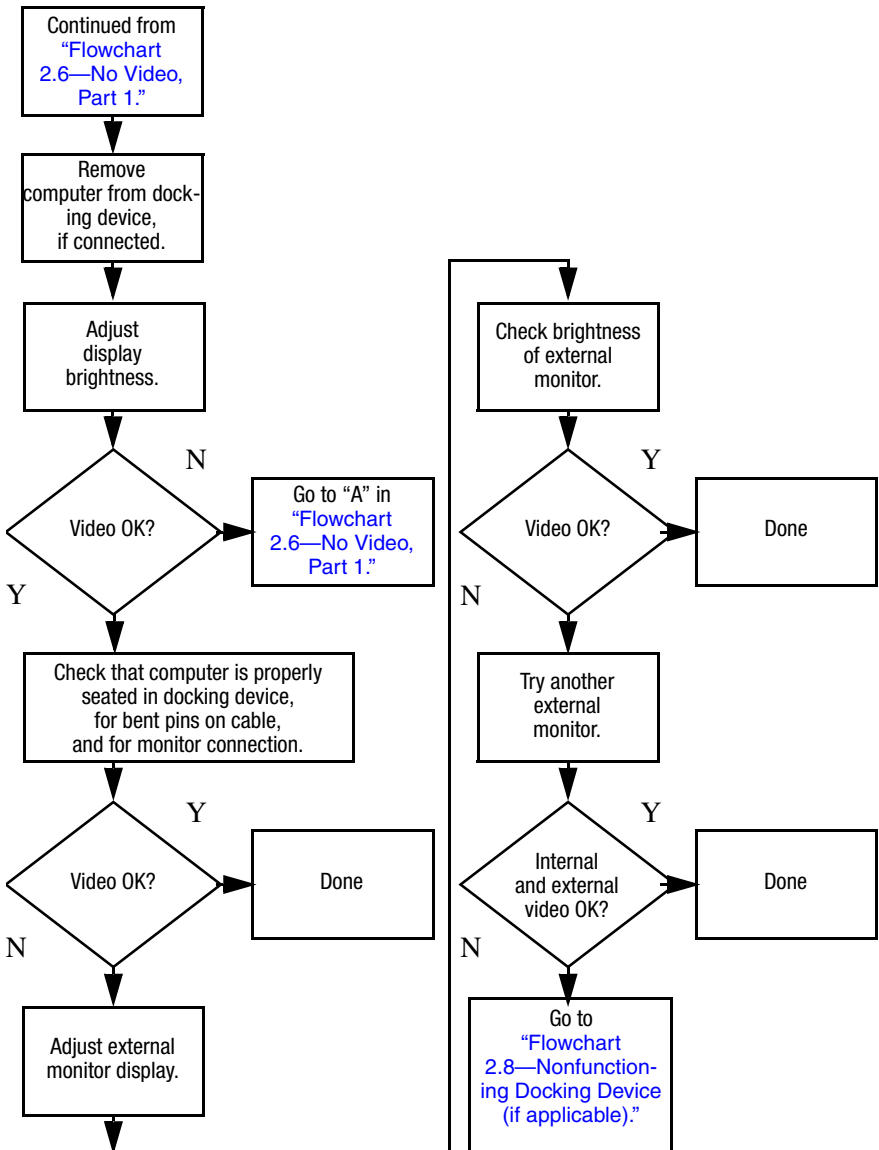 Continued from
“Flowchart
2.6—No Video,
Part 1.”
Remove
computer from dock-
ing device,
if connected.
Adjust
display
brightness.
N
Video OK?
Go to “A” in
“Flowchart
2.6—No Video,
Part 1.”
Y
Check that computer is properly
seated in docking device,
for bent pins on cable,
and for monitor connection.
Y
Video OK?
Done
N
Adjust external
monitor display.
Check brightness
of external
monitor.
Y
Video OK?
Done
N
Try another
external
monitor.
Y
Internal
and external
video OK?
Done
N
Go to
“Flowchart
2.8—Nonfunction-
ing Docking Device
(if applicable).”